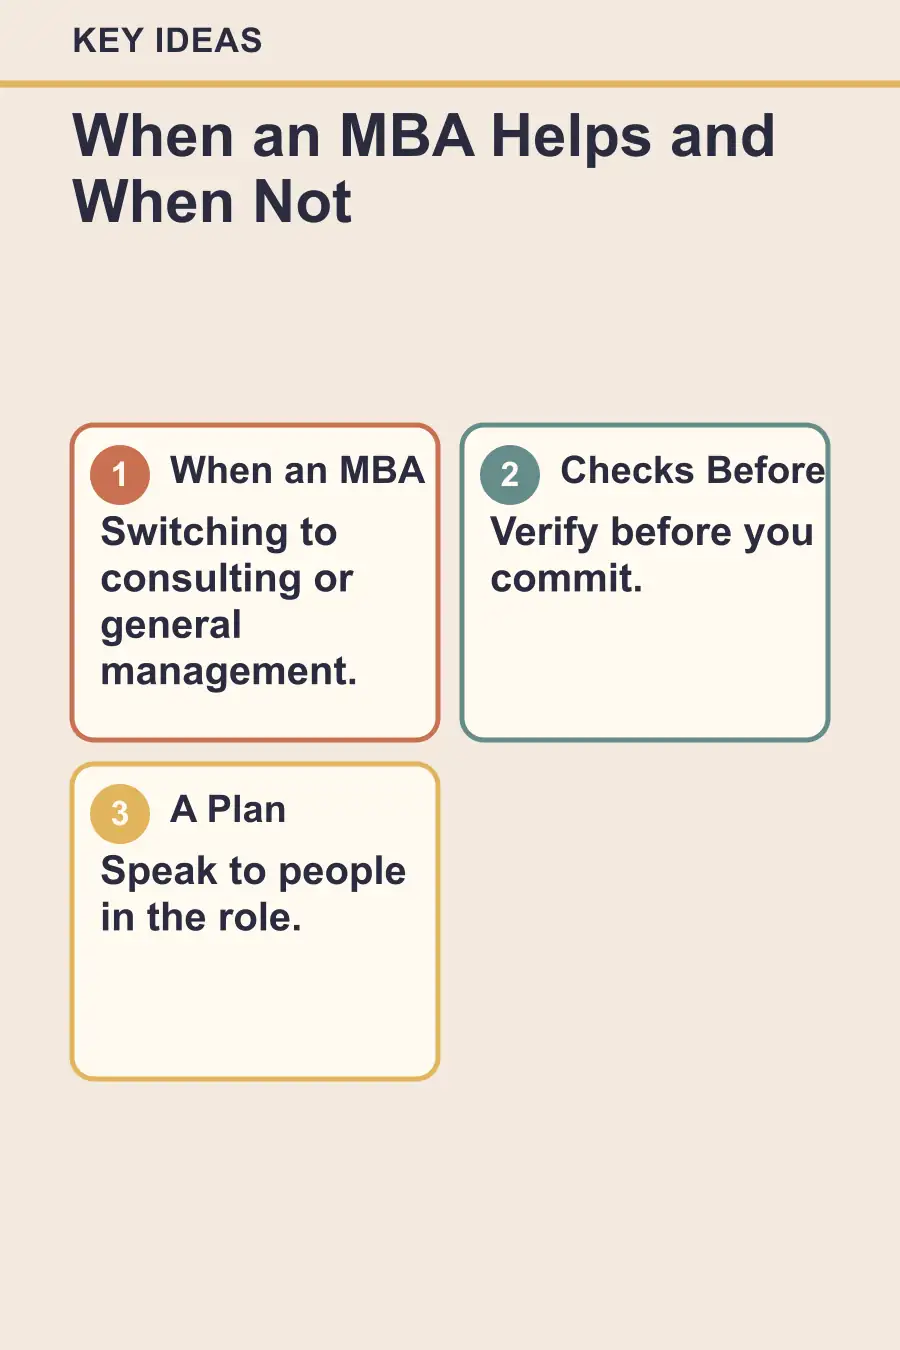 KEY IDEAS
When an MBA Helps and
When Not
1 When an MBA
Switching to
consulting or
general
management.
2 Checks Before
Verify before you
commit.
3 A Plan
Speak to people
in the role.